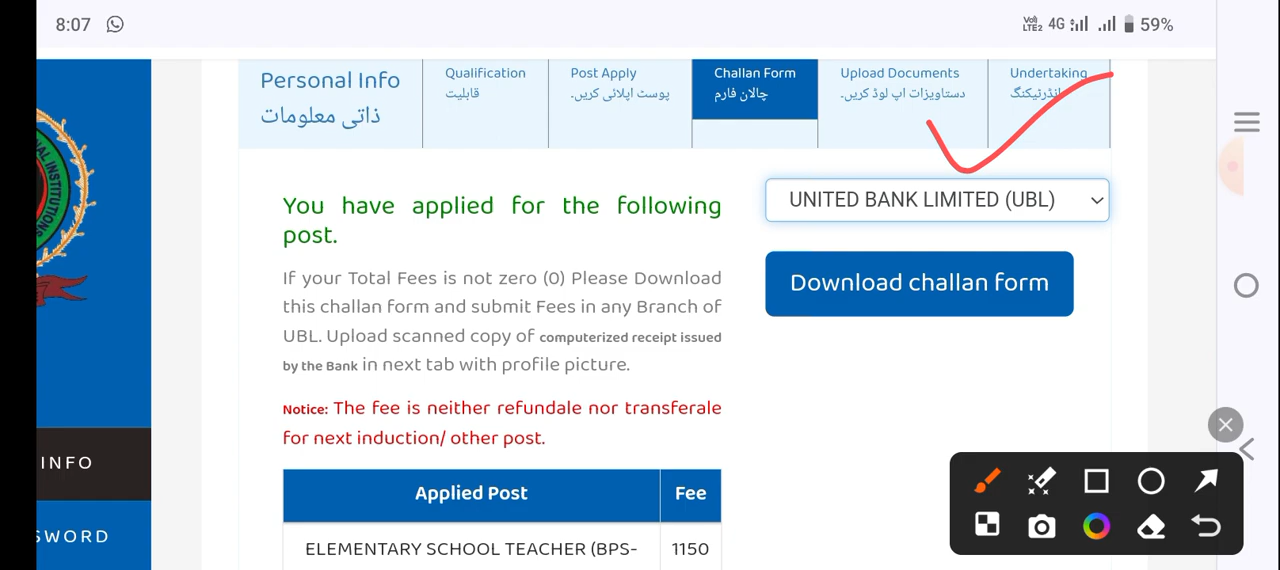 8:07
Vo) LTE2 4G 59%
Personal Info
ذاتی معلومات
Qualification
قابلیت
Post Apply
پوسٹ اپلائی کریں۔
Challan Form
چالان فارم
Upload Documents
دستاویزات اپ لوڈ کریں۔
Undertaking
انڈرٹیکنگ
UNITED BANK LIMITED (UBL)
Download challan form
You have applied for the following
post.
If your Total Fees is not zero (0) Please Download
this challan form and submit Fees in any Branch of
UBL. Upload scanned copy of computerized receipt issued
by the Bank in next tab with profile picture.
Notice: The fee is neither refundale nor transferale
for next induction/ other post.
Applied Post Fee
ELEMENTARY SCHOOL TEACHER (BPS- 1150
INFO
SWORD